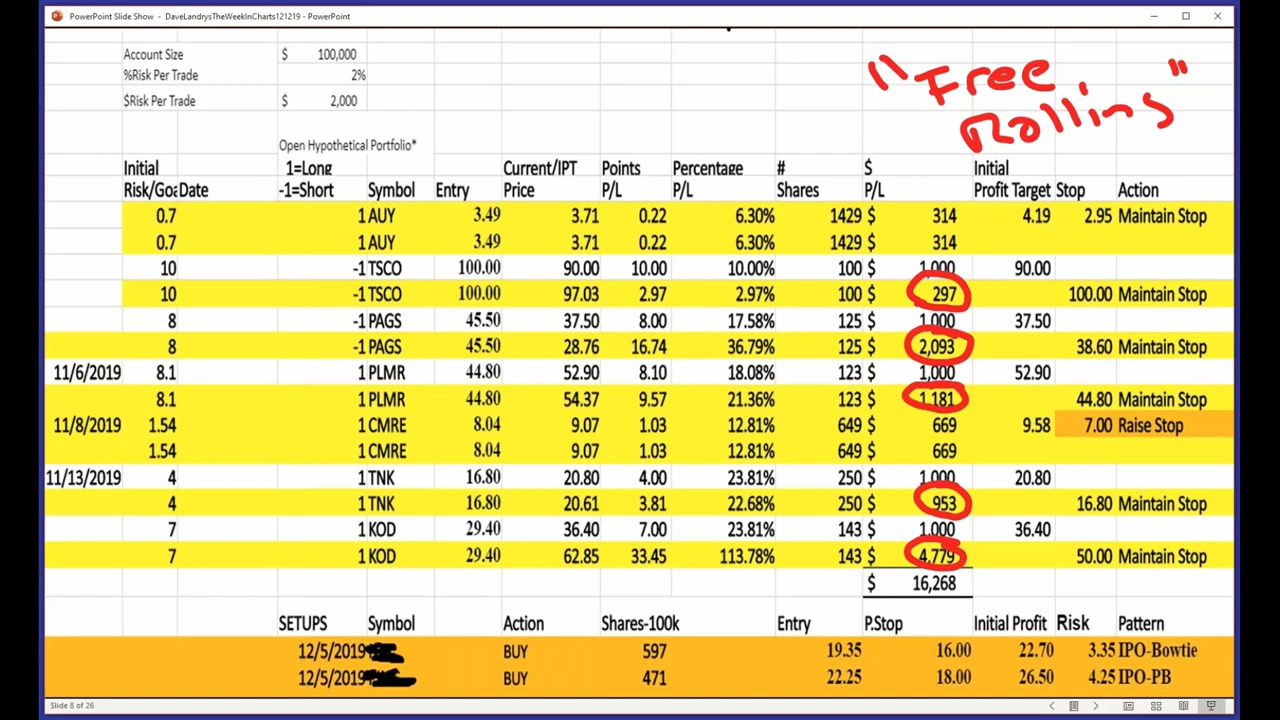 PowerPoint Slide Show - DaveLandrysTheWeekInCharts121219 - PowerPoint
Account Size $ 100,000
%Risk Per Trade 2%
$Risk Per Trade $ 2,000
"Free Rolling"
Open Hypothetical Portfolio*
Initial 1=Long Current/IPT Points Percentage # $ Initial
Risk/Goa Date -1=Short Symbol Entry Price P/L P/L Shares P/L Profit Target Stop Action
0.7 1 AUY 3.49 3.71 0.22 6.30% 1429 $ 314 4.19 2.95 Maintain Stop
0.7 1 AUY 3.49 3.71 0.22 6.30% 1429 $ 314
10 -1 TSCO 100.00 90.00 10.00 10.00% 100 $ 1,000 90.00
10 -1 TSCO 100.00 97.03 2.97 2.97% 100 $ 297 100.00 Maintain Stop
8 -1 PAGS 45.50 37.50 8.00 17.58% 125 $ 1,000 37.50
8 -1 PAGS 45.50 28.76 16.74 36.79% 125 $ 2,093 38.60 Maintain Stop
11/6/2019 8.1 1 PLMR 44.80 52.90 8.10 18.08% 123 $ 1,000 52.90
8.1 1 PLMR 44.80 54.37 9.57 21.36% 123 $ 1,181 44.80 Maintain Stop
11/8/2019 1.54 1 CMRE 8.04 9.07 1.03 12.81% 649 $ 669 9.58 7.00 Raise Stop
1.54 1 CMRE 8.04 9.07 1.03 12.81% 649 $ 669
11/13/2019 4 1 TNK 16.80 20.80 4.00 23.81% 250 $ 1,000 20.80
4 1 TNK 16.80 20.61 3.81 22.68% 250 $ 953 16.80 Maintain Stop
7 1 KOD 29.40 36.40 7.00 23.81% 143 $ 1,000 36.40
7 1 KOD 29.40 62.85 33.45 113.78% 143 $ 4,779 50.00 Maintain Stop
$ 16,268
SETUPS Symbol Action Shares-100k Entry P.Stop Initial Profit Risk Pattern
12/5/2019 BUY 597 19.35 16.00 22.70 3.35 IPO-Bowtie
12/5/2019 BUY 471 22.25 18.00 26.50 4.25 IPO-PB
Slide 8 of 26